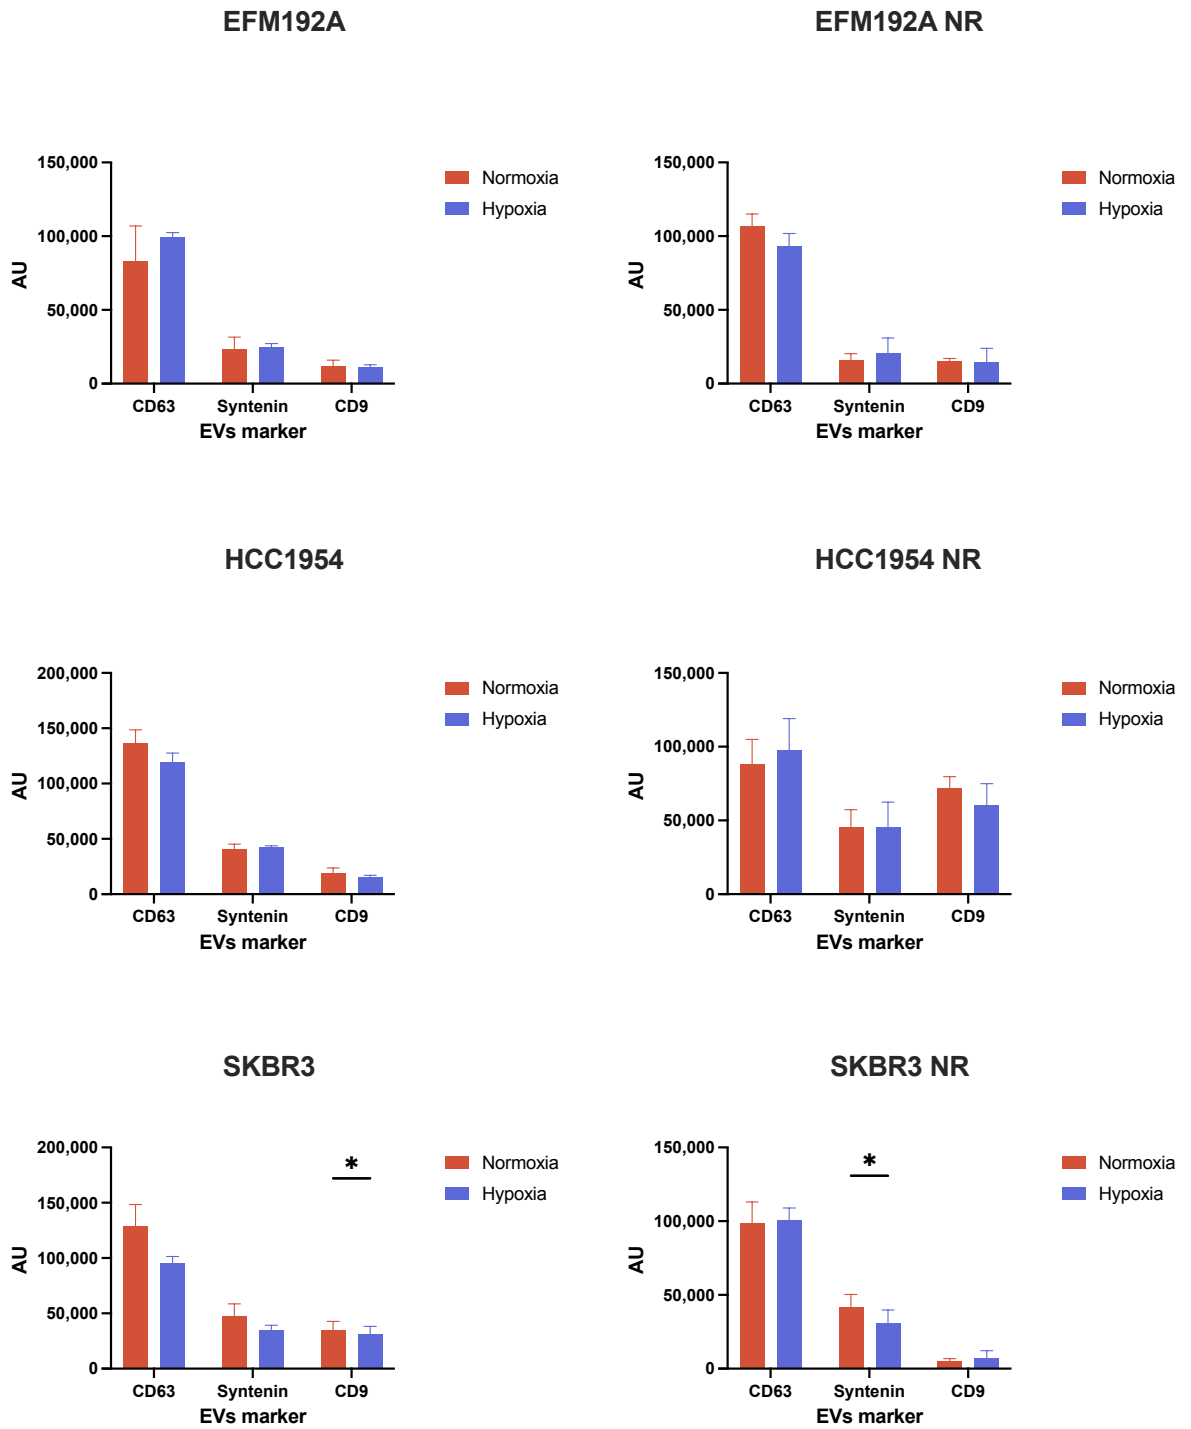 EFM192A
150,000
100,000
50,000
0
AU
CD63 Syntenin CD9
EVs marker
Normoxia
Hypoxia
EFM192A NR
150,000
100,000
50,000
0
AU
CD63 Syntenin CD9
EVs marker
Normoxia
Hypoxia
HCC1954
200,000
150,000
100,000
50,000
0
AU
CD63 Syntenin CD9
EVs marker
Normoxia
Hypoxia
HCC1954 NR
150,000
100,000
50,000
0
AU
CD63 Syntenin CD9
EVs marker
Normoxia
Hypoxia
SKBR3
200,000
150,000
100,000
50,000
0
AU
*
CD63 Syntenin CD9
EVs marker
Normoxia
Hypoxia
SKBR3 NR
150,000
100,000
50,000
0
AU
*
CD63 Syntenin CD9
EVs marker
Normoxia
Hypoxia